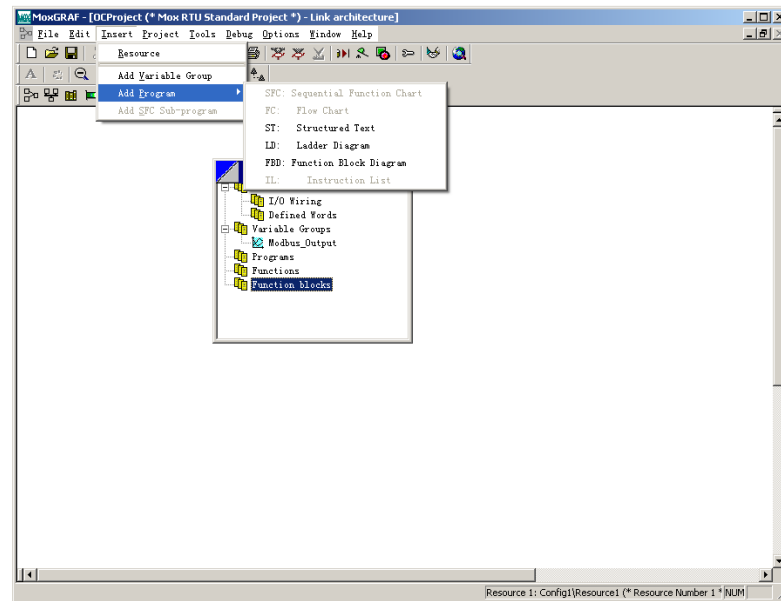 MoxGRAF - [OCProject (* Mox RTU Standard Project *) - Link architecture]
File Edit Insert Project Tools Debug Options Window Help
Resource
Add Variable Group
Add Program
Add SFC Sub-program
SFC: Sequential Function Chart
FC: Flow Chart
ST: Structured Text
LD: Ladder Diagram
FBD: Function Block Diagram
IL: Instruction List
I/O Wiring
Defined Words
Variable Groups
Modbus_Output
Programs
Functions
Function blocks
Resource 1: Config1\Resource1 (* Resource Number 1 * NUM